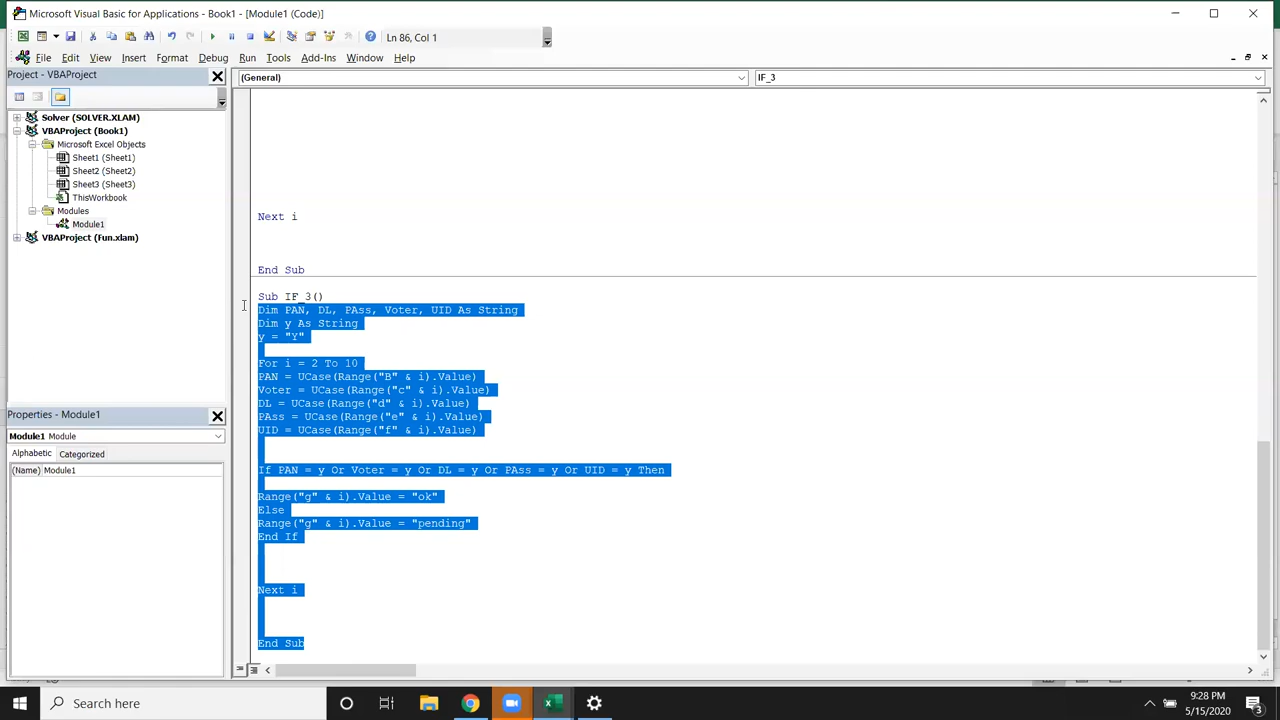 Microsoft Visual Basic for Applications - Book1 - [Module1 (Code)]
Ln 86, Col 1
File Edit View Insert Format Debug Run Tools Add-Ins Window Help
Project - VBAProject
(General)
IF_3
Solver (SOLVER.XLAM)
VBAProject (Book1)
Microsoft Excel Objects
Sheet1 (Sheet1)
Sheet2 (Sheet2)
Sheet3 (Sheet3)
ThisWorkbook
Modules
Module1
VBAProject (Fun.xlam)
Properties - Module1
Module1 Module
Alphabetic Categorized
(Name) Module1
Next i
End Sub
Sub IF_3()
Dim PAN, DL, PAss, Voter, UID As String
Dim y As String
y = "Y"
For i = 2 To 10
PAN = UCase(Range("B" & i).Value)
Voter = UCase(Range("c" & i).Value)
DL = UCase(Range("d" & i).Value)
PAss = UCase(Range("e" & i).Value)
UID = UCase(Range("f" & i).Value)
If PAN = y Or Voter = y Or DL = y Or PAss = y Or UID = y Then
Range("g" & i).Value = "ok"
Else
Range("g" & i).Value = "pending"
End If
Next i
End Sub
Type here to search
9:28 PM
5/15/2020
3